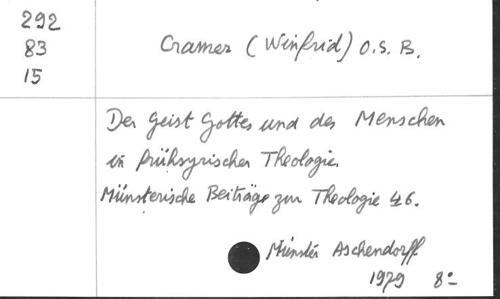 292
83
15
Cramer (Winfrid) O.S.B.
Der Geist Gottes und des Menschen
in frühsyrischer Theologie.
Münsterische Beiträge zur Theologie 46.
Münster Aschendorff
1979 8°